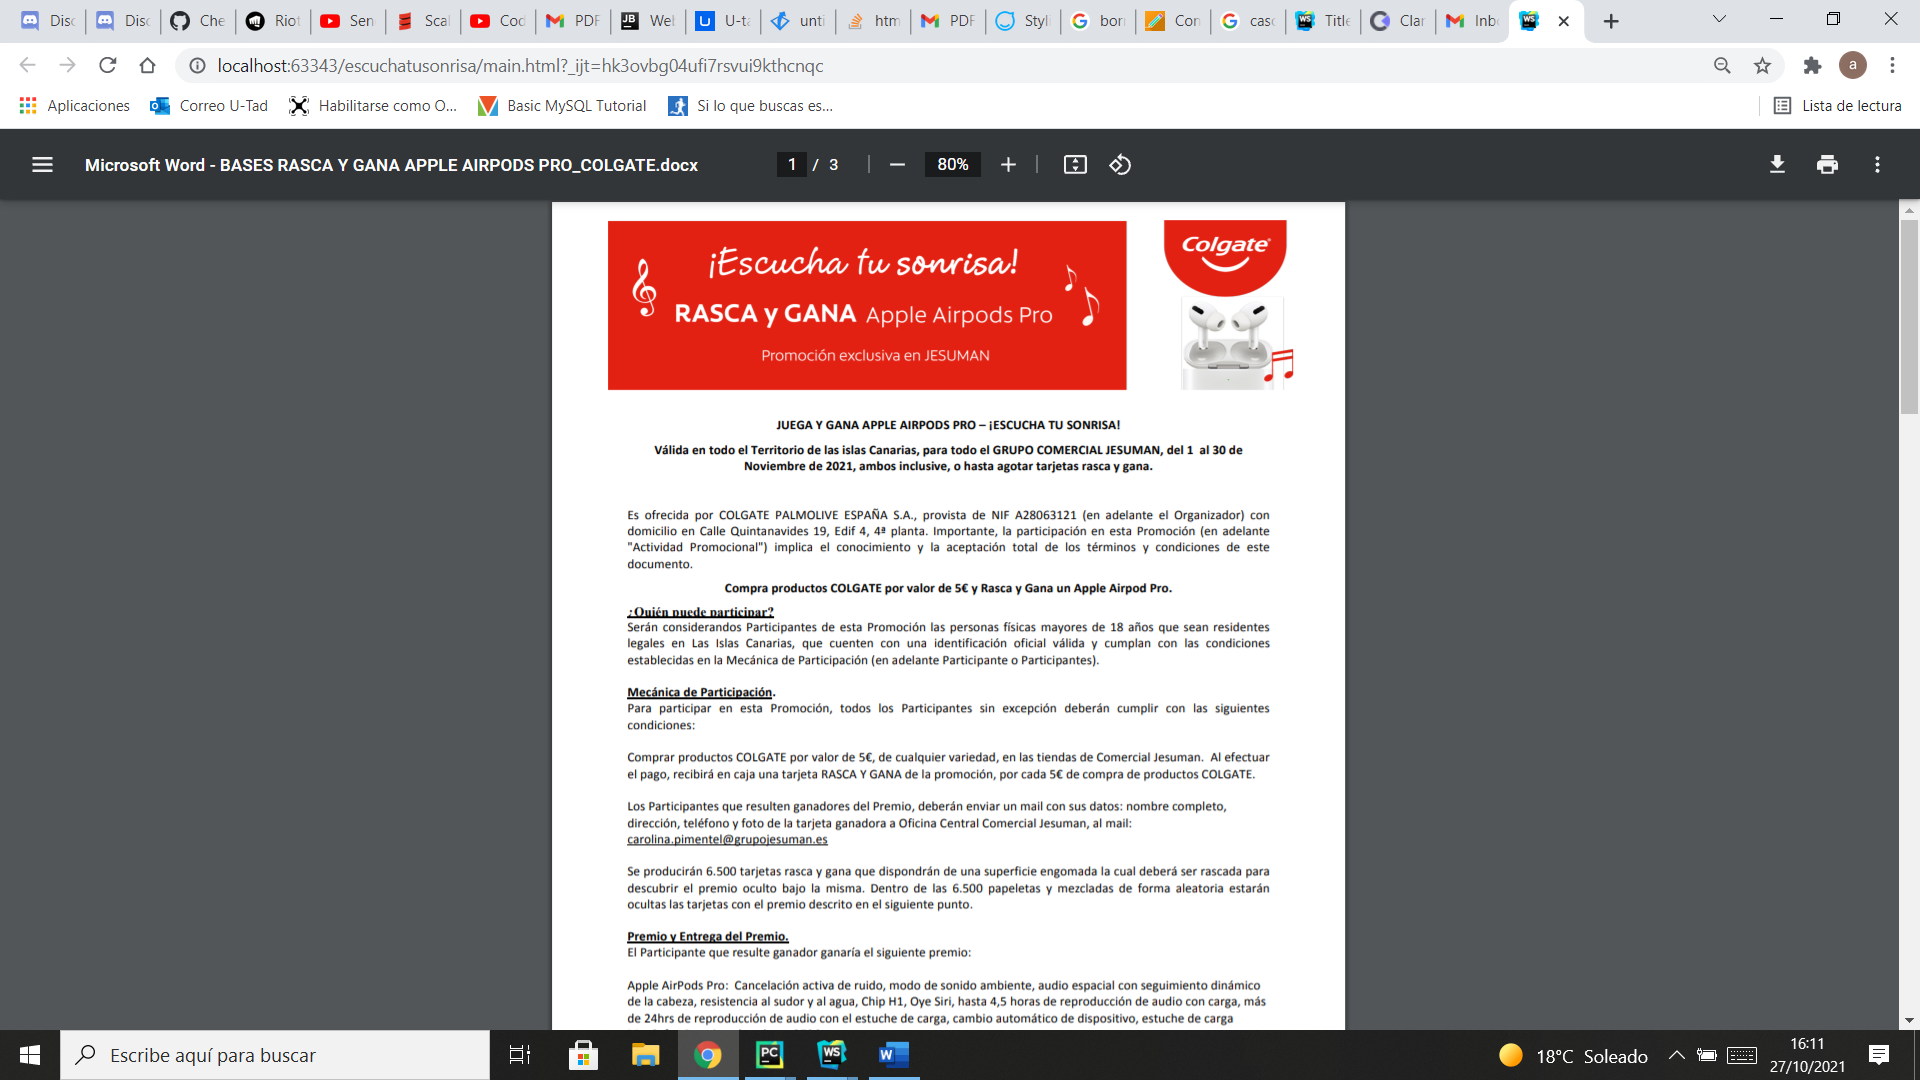 Disc
Disc
Che
Riot
Sen
Scal
Cod
PDF
Wel
U-ta
unti
htm
PDF
Styli
bor
Con
casc
Title
Clar
Inb
localhost:63343/escuchatusonrisa/main.html?_ijt=hk3ovbg04ufi7rsvui9kthcnqc
a
Aplicaciones
Correo U-Tad
Habilitarse como O...
Basic MySQL Tutorial
Si lo que buscas es...
Lista de lectura
Microsoft Word - BASES RASCA Y GANA APPLE AIRPODS PRO_COLGATE.docx
1 / 3
80%
¡Escucha tu sonrisa!
RASCA y GANA Apple Airpods Pro
Promoción exclusiva en JESUMAN
Colgate
JUEGA Y GANA APPLE AIRPODS PRO – ¡ESCUCHA TU SONRISA!
Válida en todo el Territorio de las islas Canarias, para todo el GRUPO COMERCIAL JESUMAN, del 1 al 30 de
Noviembre de 2021, ambos inclusive, o hasta agotar tarjetas rasca y gana.
Es ofrecida por COLGATE PALMOLIVE ESPAÑA S.A., provista de NIF A28063121 (en adelante el Organizador) con
domicilio en Calle Quintanavides 19, Edif 4, 4ª planta. Importante, la participación en esta Promoción (en adelante
"Actividad Promocional") implica el conocimiento y la aceptación total de los términos y condiciones de este
documento.
Compra productos COLGATE por valor de 5€ y Rasca y Gana un Apple Airpod Pro.
¿Quién puede participar?
Serán considerandos Participantes de esta Promoción las personas físicas mayores de 18 años que sean residentes
legales en Las Islas Canarias, que cuenten con una identificación oficial válida y cumplan con las condiciones
establecidas en la Mecánica de Participación (en adelante Participante o Participantes).
Mecánica de Participación.
Para participar en esta Promoción, todos los Participantes sin excepción deberán cumplir con las siguientes
condiciones:
Comprar productos COLGATE por valor de 5€, de cualquier variedad, en las tiendas de Comercial Jesuman. Al efectuar
el pago, recibirá en caja una tarjeta RASCA Y GANA de la promoción, por cada 5€ de compra de productos COLGATE.
Los Participantes que resulten ganadores del Premio, deberán enviar un mail con sus datos: nombre completo,
dirección, teléfono y foto de la tarjeta ganadora a Oficina Central Comercial Jesuman, al mail:
carolina.pimentel@grupojesuman.es
Se producirán 6.500 tarjetas rasca y gana que dispondrán de una superficie engomada la cual deberá ser rascada para
descubrir el premio oculto bajo la misma. Dentro de las 6.500 papeletas y mezcladas de forma aleatoria estarán
ocultas las tarjetas con el premio descrito en el siguiente punto.
Premio y Entrega del Premio.
El Participante que resulte ganador ganaría el siguiente premio:
Apple AirPods Pro: Cancelación activa de ruido, modo de sonido ambiente, audio espacial con seguimiento dinámico
de la cabeza, resistencia al sudor y al agua, Chip H1, Oye Siri, hasta 4,5 horas de reproducción de audio con carga, más
de 24hrs de reproducción de audio con el estuche de carga, cambio automático de dispositivo, estuche de carga
Escribe aquí para buscar
18°C Soleado
16:11
27/10/2021